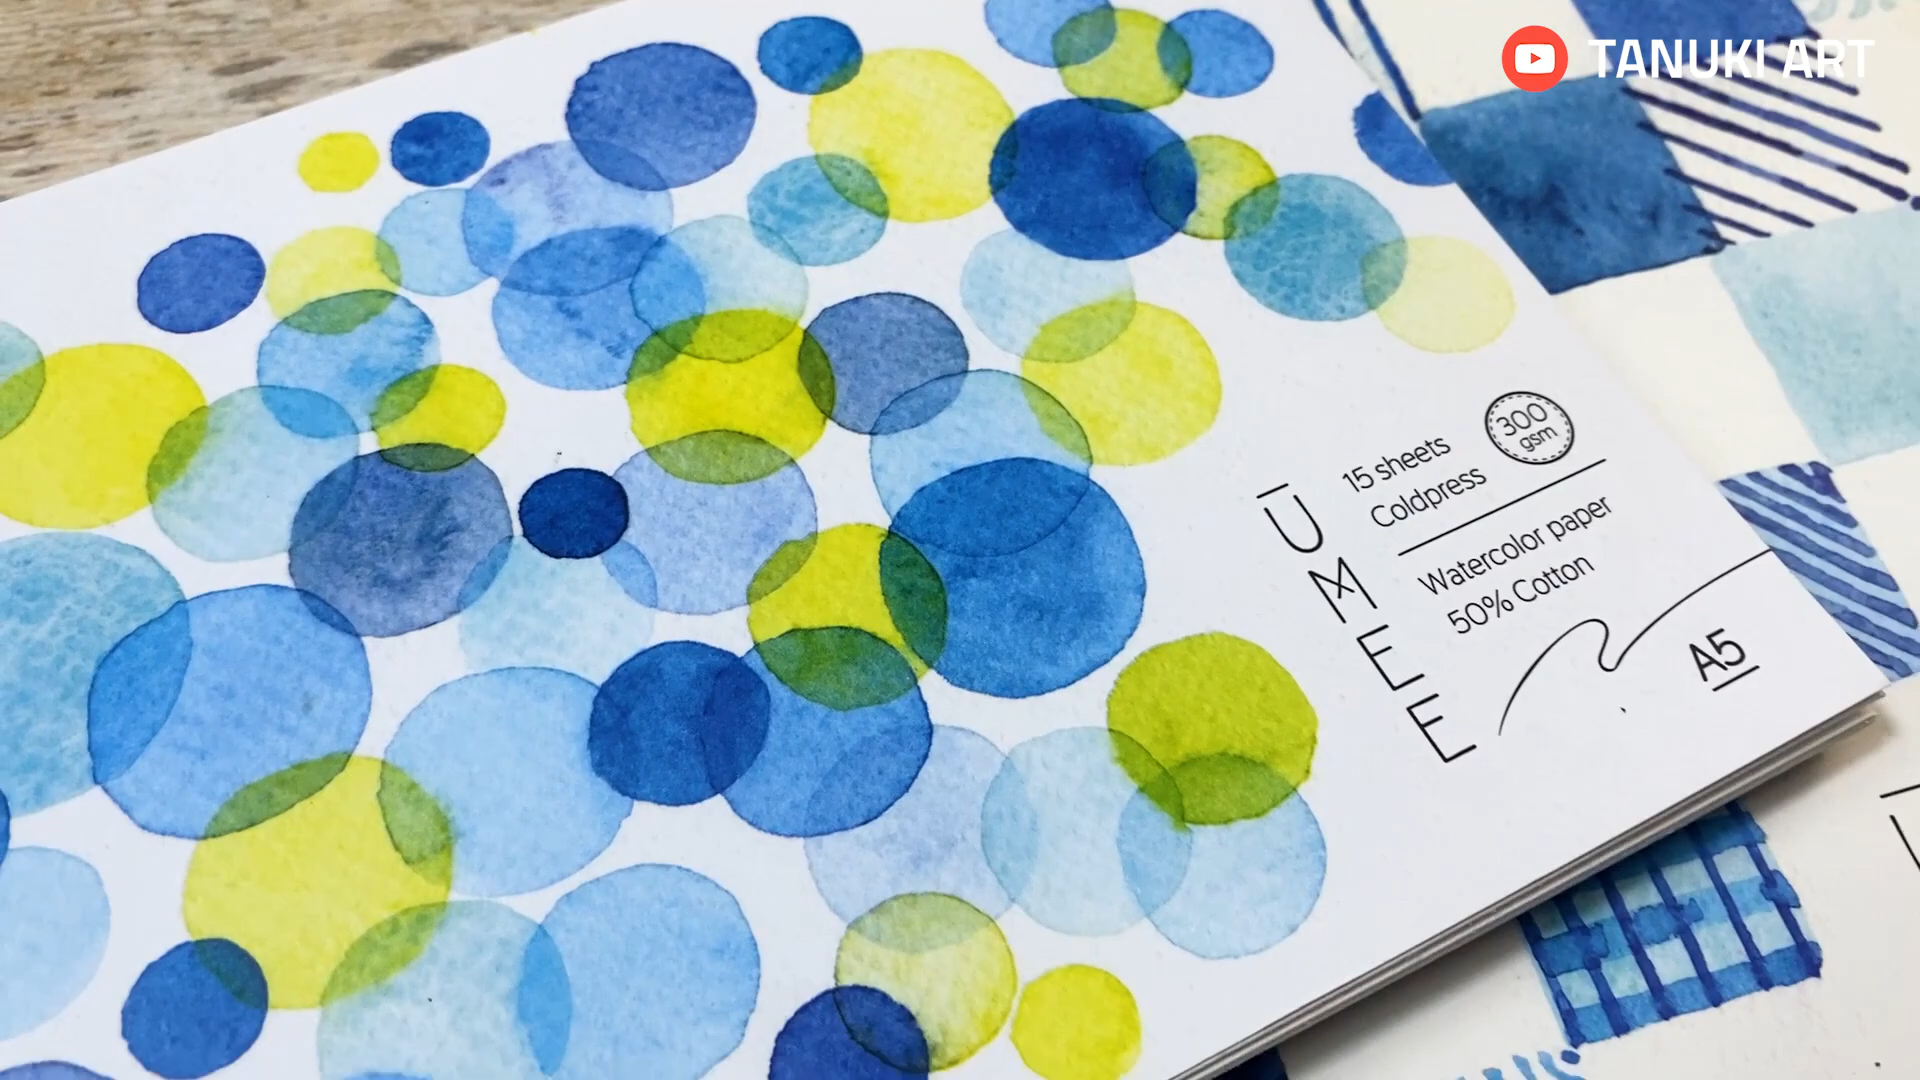 TANUKI ART
ŪMEE
15 sheets
Coldpress
300
gsm
Watercolor paper
50% Cotton
A5